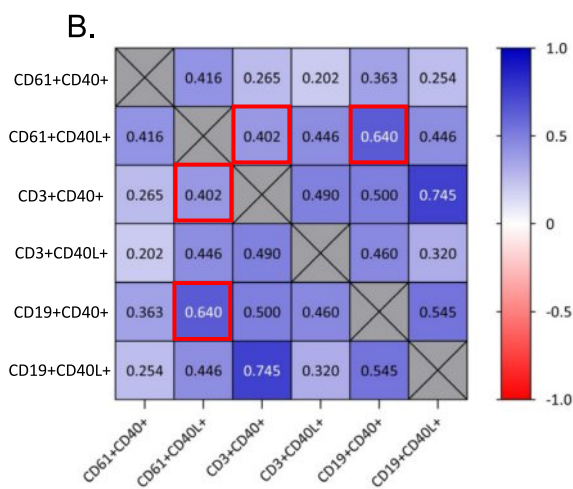 B.
CD61+CD40+ 0.416 0.265 0.202 0.363 0.254
CD61+CD40L+ 0.416 0.402 0.446 0.640 0.446
CD3+CD40+ 0.265 0.402 0.490 0.500 0.745
CD3+CD40L+ 0.202 0.446 0.490 0.460 0.320
CD19+CD40+ 0.363 0.640 0.500 0.460 0.545
CD19+CD40L+ 0.254 0.446 0.745 0.320 0.545
CD61+CD40+
CD61+CD40L+
CD3+CD40+
CD3+CD40L+
CD19+CD40+
CD19+CD40L+
1.0
0.5
0
-0.5
-1.0